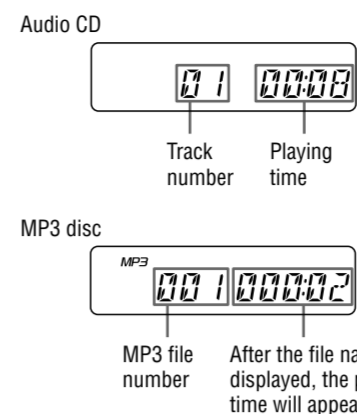 Audio CD
01 00:08
Track number
Playing time
MP3 disc
MP3
001 000:02
MP3 file number
After the file
displayed, the
time will appea